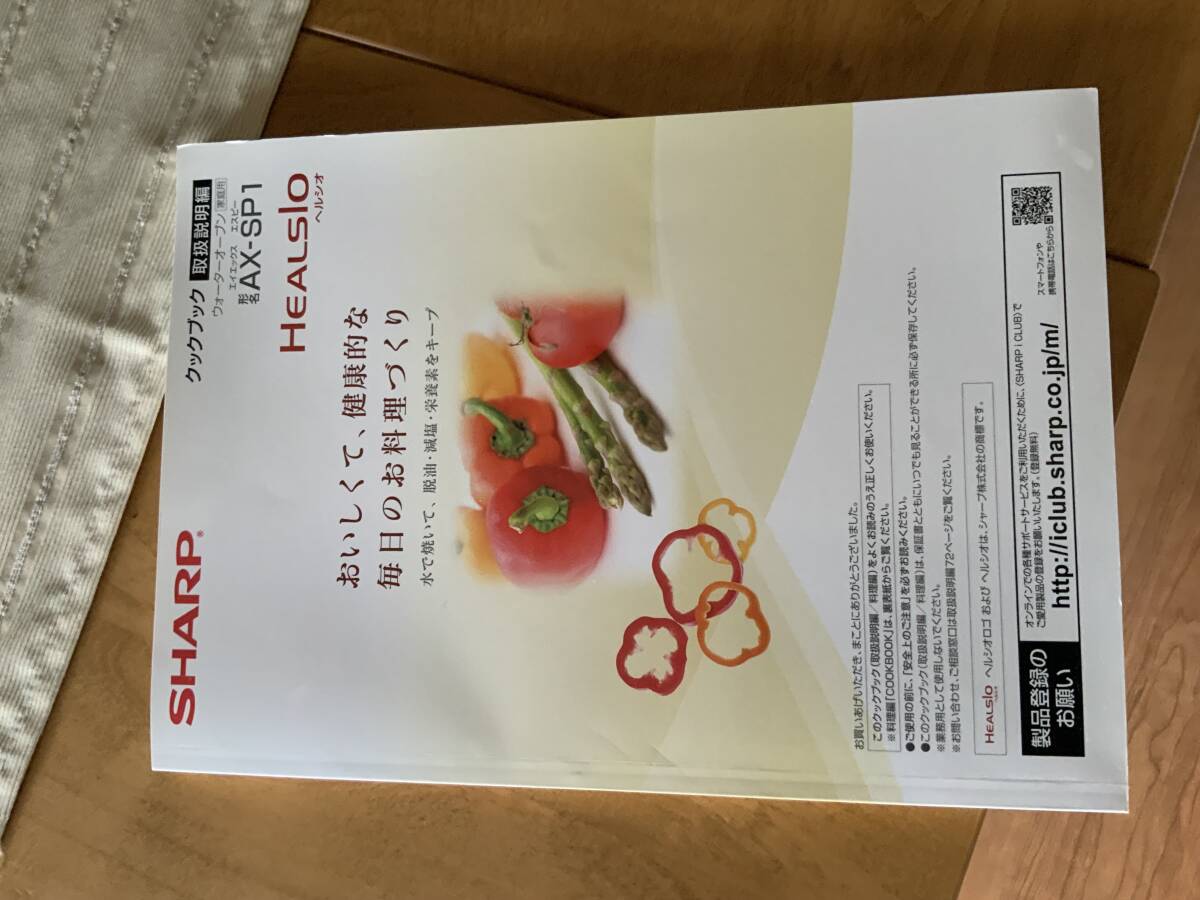 SHARP®
クックブック 取扱説明編
ウォーターオーブン[家庭用]
エイエックス エスピー
形名 AX-SP1
HEALSIO
ヘルシオ
おいしくて、健康的な
毎日のお料理づくり
水で焼いて、脱油・減塩・栄養素をキープ
お買いあげいただき、まことにありがとうございました。
このクックブック(取扱説明編/料理編)をよくお読みのうえ正しくお使いください。
※料理編「COOKBOOK」は、裏表紙からご覧ください。
●ご使用の前に、「安全上のご注意」を必ずお読みください。
●このクックブック(取扱説明編/料理編)は、保証書とともにいつでも見ることができる所に必ず保存してください。
※業務用として使用しないでください。
※お問い合わせ、ご相談窓口は取扱説明編72ページをご覧ください。
HEALSIO ヘルシオロゴ および ヘルシオは、シャープ株式会社の商標です。
製品登録の
お願い
オンラインでの各種サポートサービスをご利用いただくために、〈SHARP i CLUB〉で
ご愛用製品の登録をお願いいたします。(登録無料)
http://iclub.sharp.co.jp/m/
スマートフォンや
携帯電話はこちらから